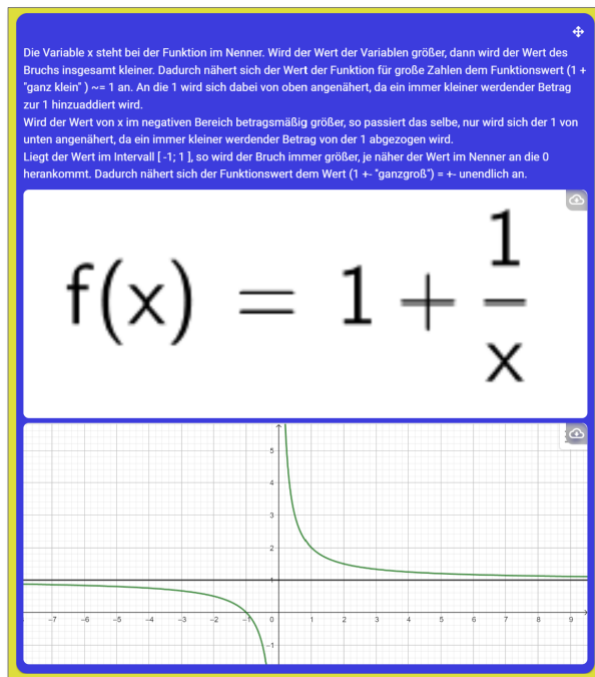 Die Variable x steht bei der Funktion im Nenner. Wird der Wert der Variablen größer, dann wird der Wert des
Bruchs insgesamt kleiner. Dadurch nähert sich der Wert der Funktion für große Zahlen dem Funktionswert (1 +
"ganz klein" ) ~= 1 an. An die 1 wird sich dabei von oben angenähert, da ein immer kleiner werdender Betrag
zur 1 hinzuaddiert wird.
Wird der Wert von x im negativen Bereich betragsmäßig größer, so passiert das selbe, nur wird sich der 1 von
unten angenähert, da ein immer kleiner werdender Betrag von der 1 abgezogen wird.
Liegt der Wert im Intervall [ -1; 1 ], so wird der Bruch immer größer, je näher der Wert im Nenner an die 0
herankommt. Dadurch nähert sich der Funktionswert dem Wert (1 +- "ganzgroß") = +- unendlich an.
f(x) = 1 + 1/x
5
4
3
2
1
-7 -6 -5 -4 -3 -2 -1 0 1 2 3 4 5 6 7 8 9
-1